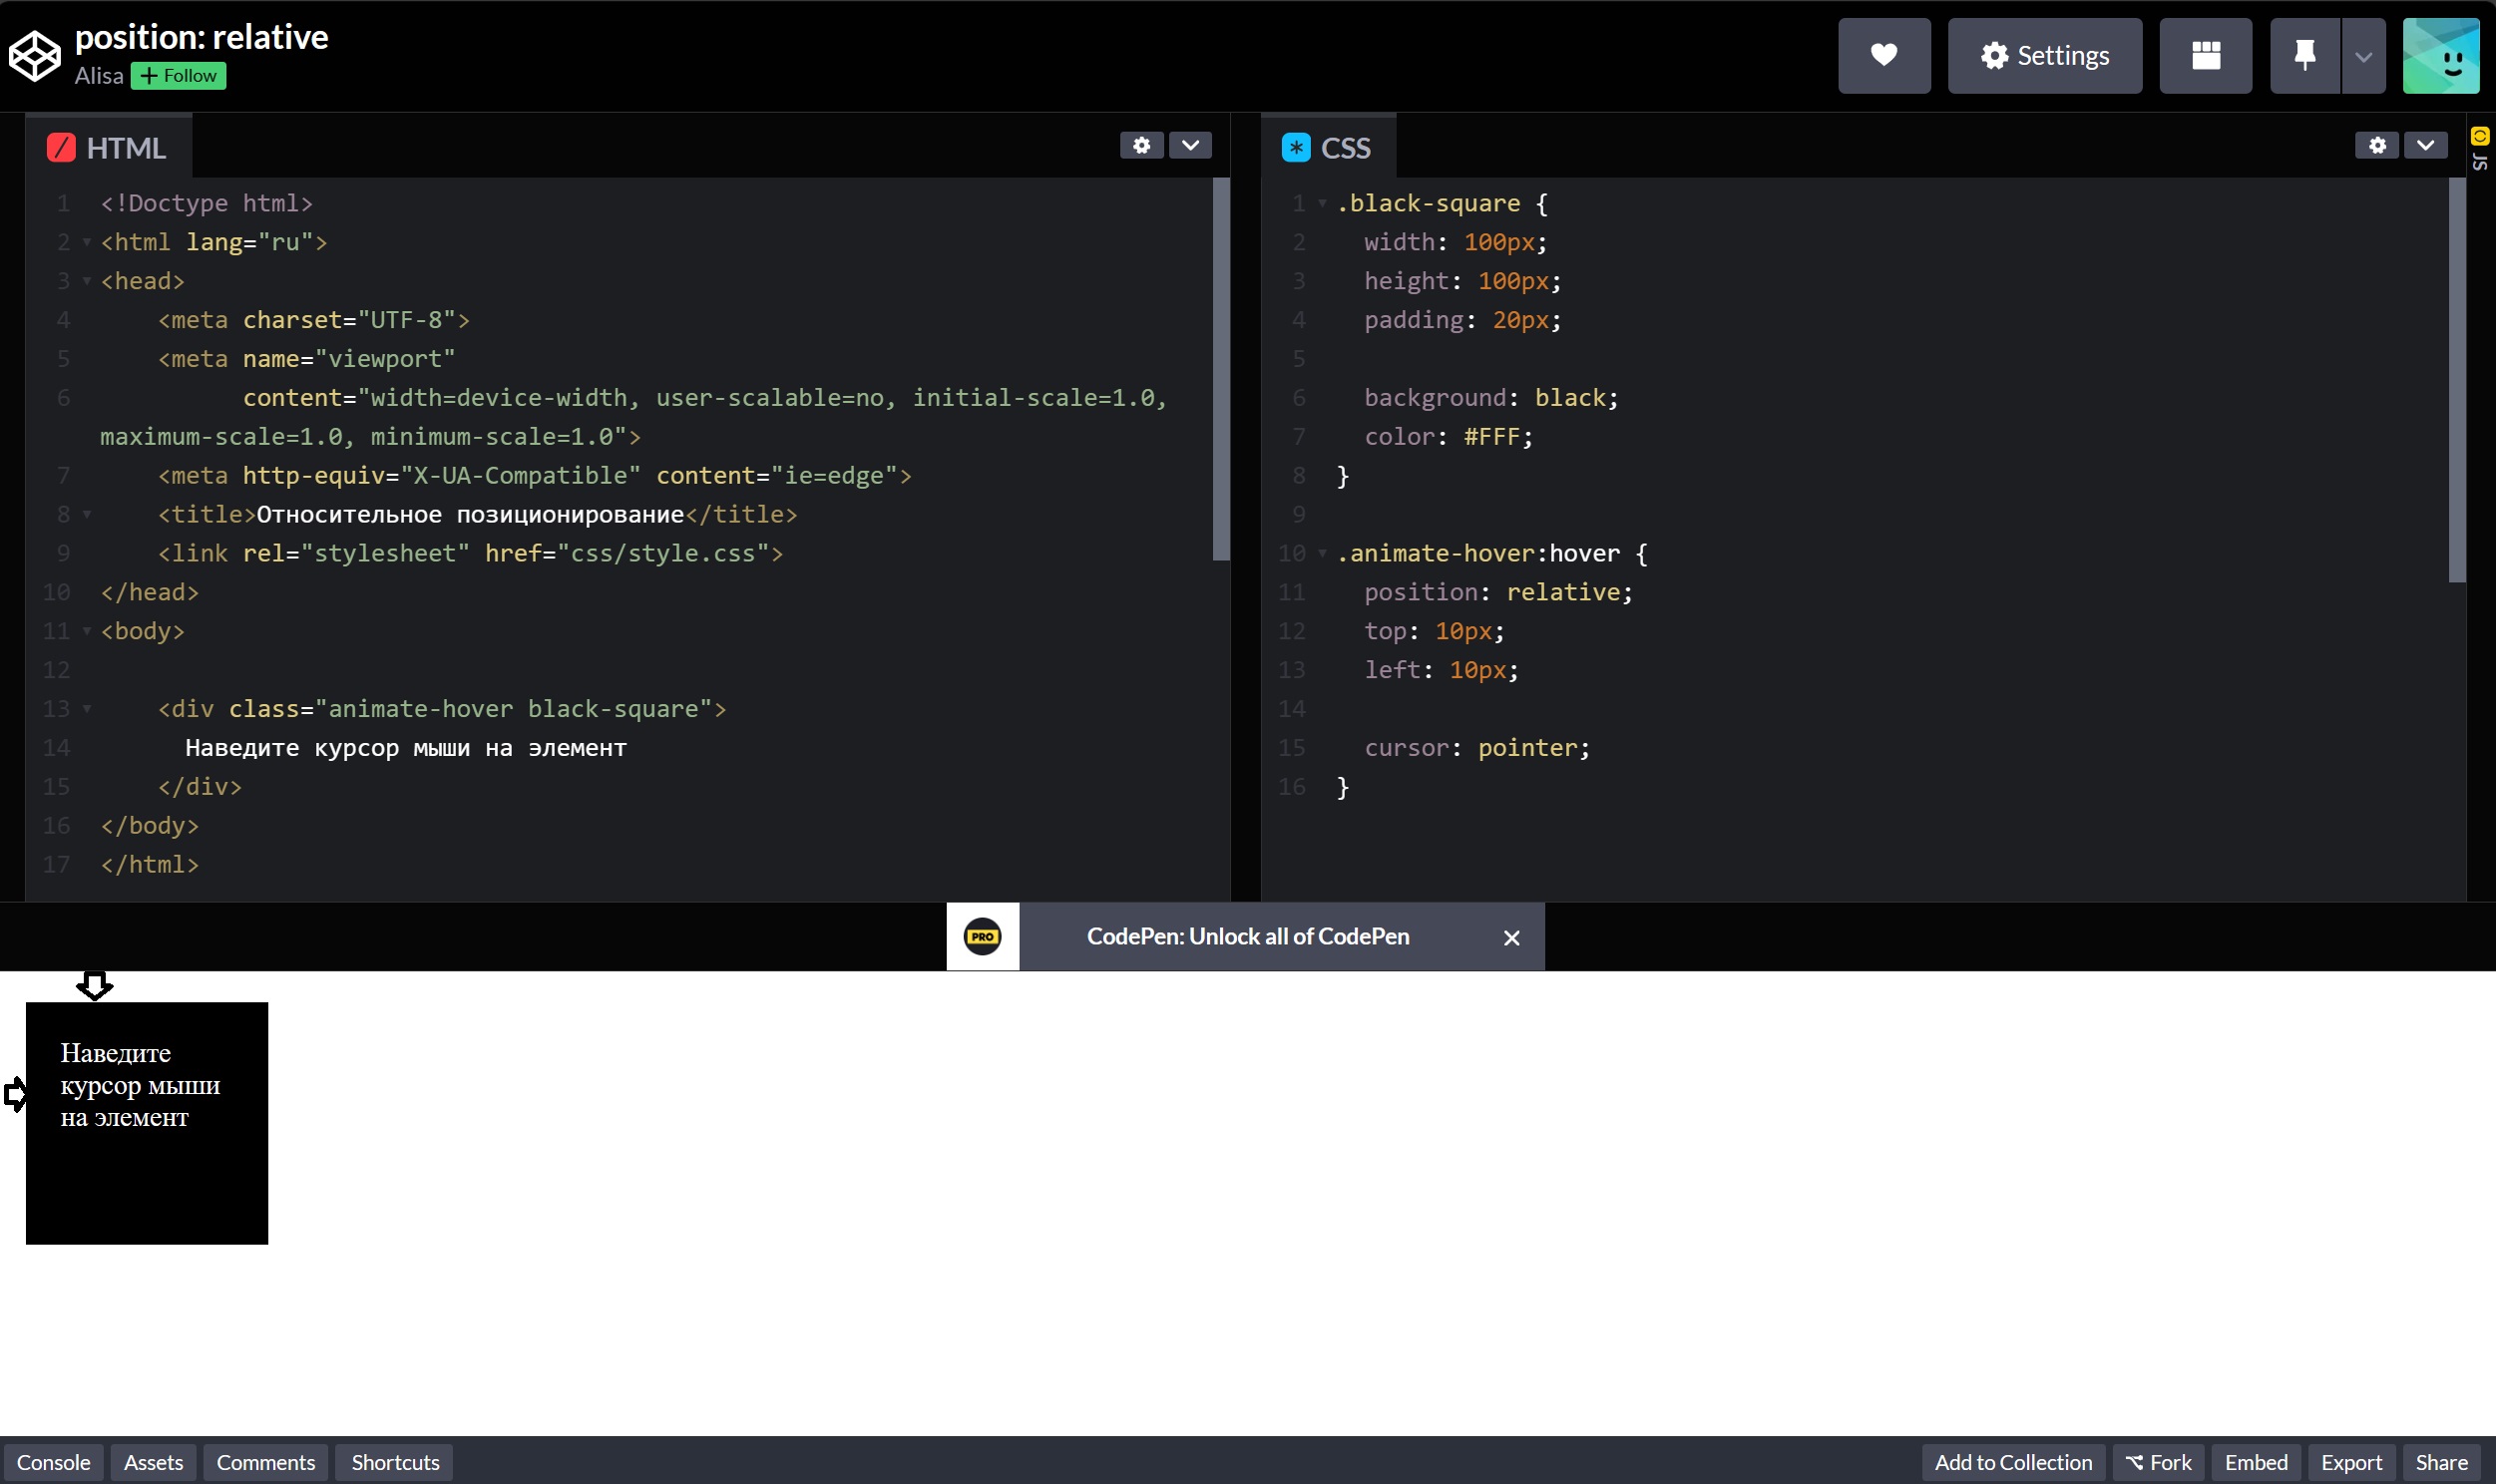 position: relative
Alisa + Follow
Settings
HTML
1 <!Doctype html>
2 <html lang="ru">
3 <head>
4 <meta charset="UTF-8">
5 <meta name="viewport"
6 content="width=device-width, user-scalable=no, initial-scale=1.0,
maximum-scale=1.0, minimum-scale=1.0">
7 <meta http-equiv="X-UA-Compatible" content="ie=edge">
8 <title>Относительное позиционирование</title>
9 <link rel="stylesheet" href="css/style.css">
10 </head>
11 <body>
12
13 <div class="animate-hover black-square">
14 Наведите курсор мыши на элемент
15 </div>
16 </body>
17 </html>
CSS
1 .black-square {
2 width: 100px;
3 height: 100px;
4 padding: 20px;
5
6 background: black;
7 color: #FFF;
8 }
9
10 .animate-hover:hover {
11 position: relative;
12 top: 10px;
13 left: 10px;
14
15 cursor: pointer;
16 }
JS
PRO CodePen: Unlock all of CodePen
Наведите
курсор мыши
на элемент
Console Assets Comments Shortcuts Add to Collection Fork Embed Export Share